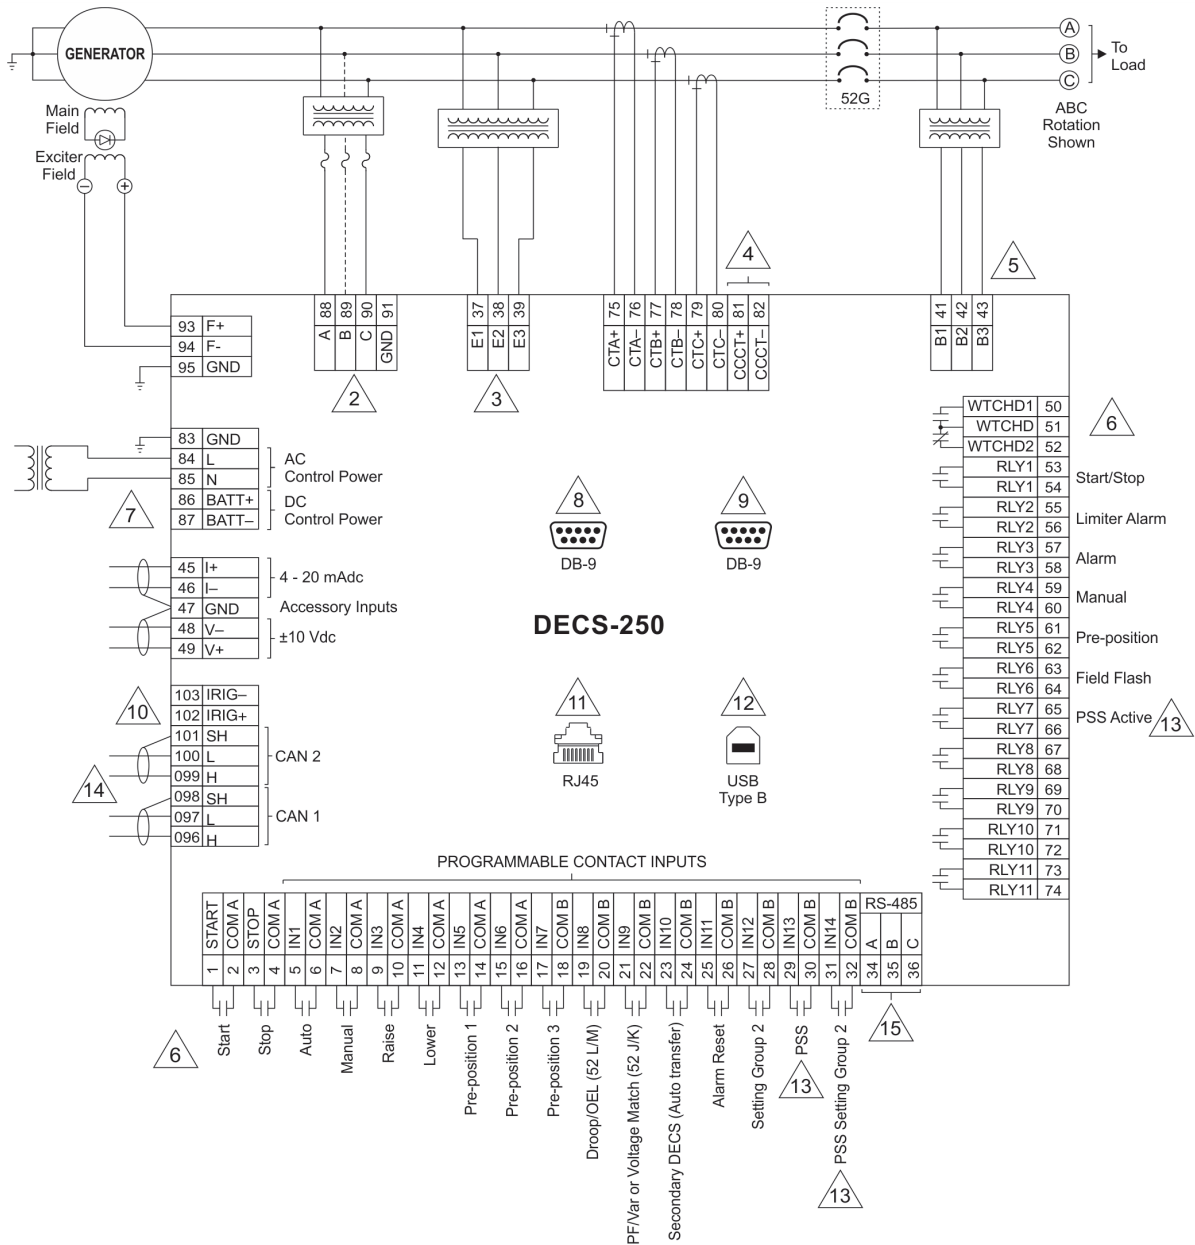 GENERATOR
A
B
C
To
Load
52G
ABC
Rotation
Shown
Main
Field
Exciter
Field
−
+
4
5
88
89
90
91
A
B
C
GND
37
38
39
E1
E2
E3
75
76
77
78
79
80
81
82
CTA+
CTA–
CTB+
CTB–
CTC+
CTC–
CCCT+
CCCT–
41
42
43
B1
B2
B3
93 F+
94 F-
95 GND
2
3
83 GND
84 L
85 N
86 BATT+
87 BATT–
AC
Control Power
DC
Control Power
7
45 I+
46 I–
47 GND
48 V–
49 V+
4 - 20 mAdc
Accessory Inputs
±10 Vdc
103 IRIG–
102 IRIG+
101 SH
100 L
099 H
098 SH
097 L
096 H
CAN 2
CAN 1
10
14
8
DB-9
9
DB-9
DECS-250
11
RJ45
12
USB
Type B
WTCHD1 50
WTCHD 51
WTCHD2 52
RLY1 53
RLY1 54
RLY2 55
RLY2 56
RLY3 57
RLY3 58
RLY4 59
RLY4 60
RLY5 61
RLY5 62
RLY6 63
RLY6 64
RLY7 65
RLY7 66
RLY8 67
RLY8 68
RLY9 69
RLY9 70
RLY10 71
RLY10 72
RLY11 73
RLY11 74
6
Start/Stop
Limiter Alarm
Alarm
Manual
Pre-position
Field Flash
PSS Active
13
PROGRAMMABLE CONTACT INPUTS
START
COM A
STOP
COM A
IN1
COM A
IN2
COM A
IN3
COM A
IN4
COM A
IN5
COM A
IN6
COM A
IN7
COM B
IN8
COM B
IN9
COM B
IN10
COM B
IN11
COM B
IN12
COM B
IN13
COM B
IN14
COM B
RS-485
A
B
C
1
2
3
4
5
6
7
8
9
10
11
12
13
14
15
16
17
18
19
20
21
22
23
24
25
26
27
28
29
30
31
32
34
35
36
6
Start
Stop
Auto
Manual
Raise
Lower
Pre-position 1
Pre-position 2
Pre-position 3
Droop/OEL (52 L/M)
PF/Var or Voltage Match (52 J/K)
Secondary DECS (Auto transfer)
Alarm Reset
Setting Group 2
PSS
13
PSS Setting Group 2
13
15